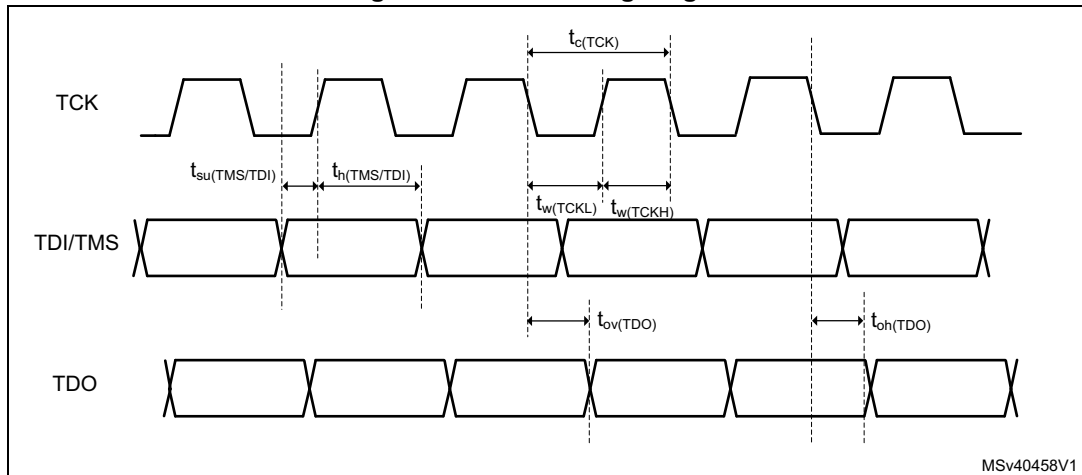 t_c(TCK)
TCK
t_su(TMS/TDI) t_h(TMS/TDI)
t_w(TCKL) t_w(TCKH)
TDI/TMS
t_ov(TDO) t_oh(TDO)
TDO
MSv40458V1